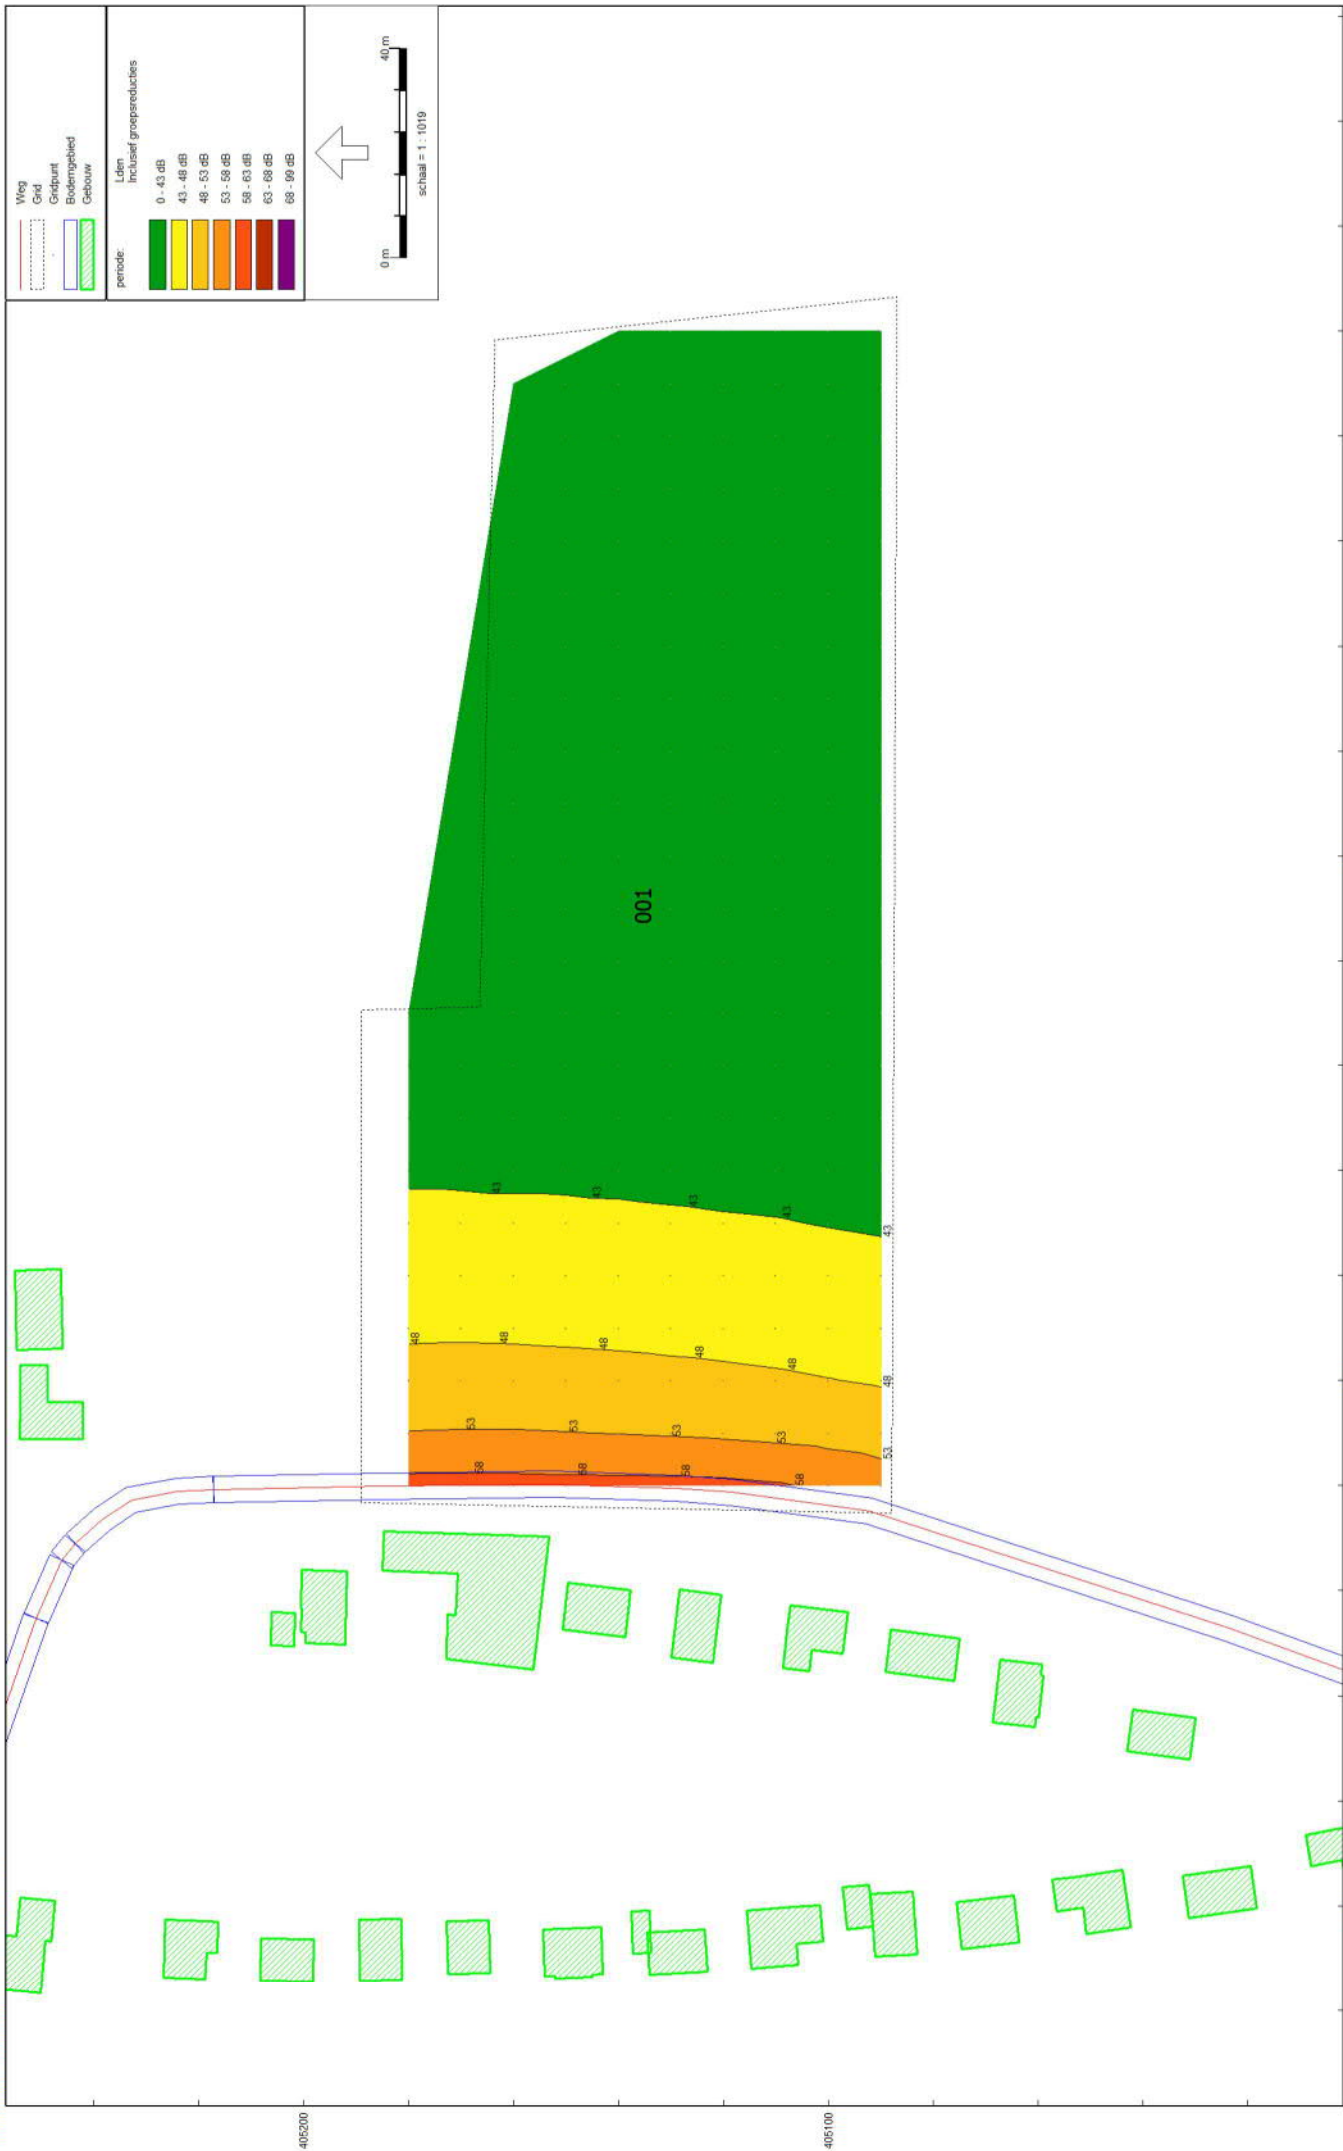 Weg
Grid
Gridpunt
Bodemgebied
Gebouw
periode: Lden
Inclusief groepsreducties
0 - 43 dB
43 - 48 dB
48 - 53 dB
53 - 58 dB
58 - 63 dB
63 - 68 dB
68 - 99 dB
0 m 40 m
schaal = 1 : 1019
001
43
43
43
43
43
48
48
48
48
48
48
53
53
53
53
53
58
58
58
58
405200
405100